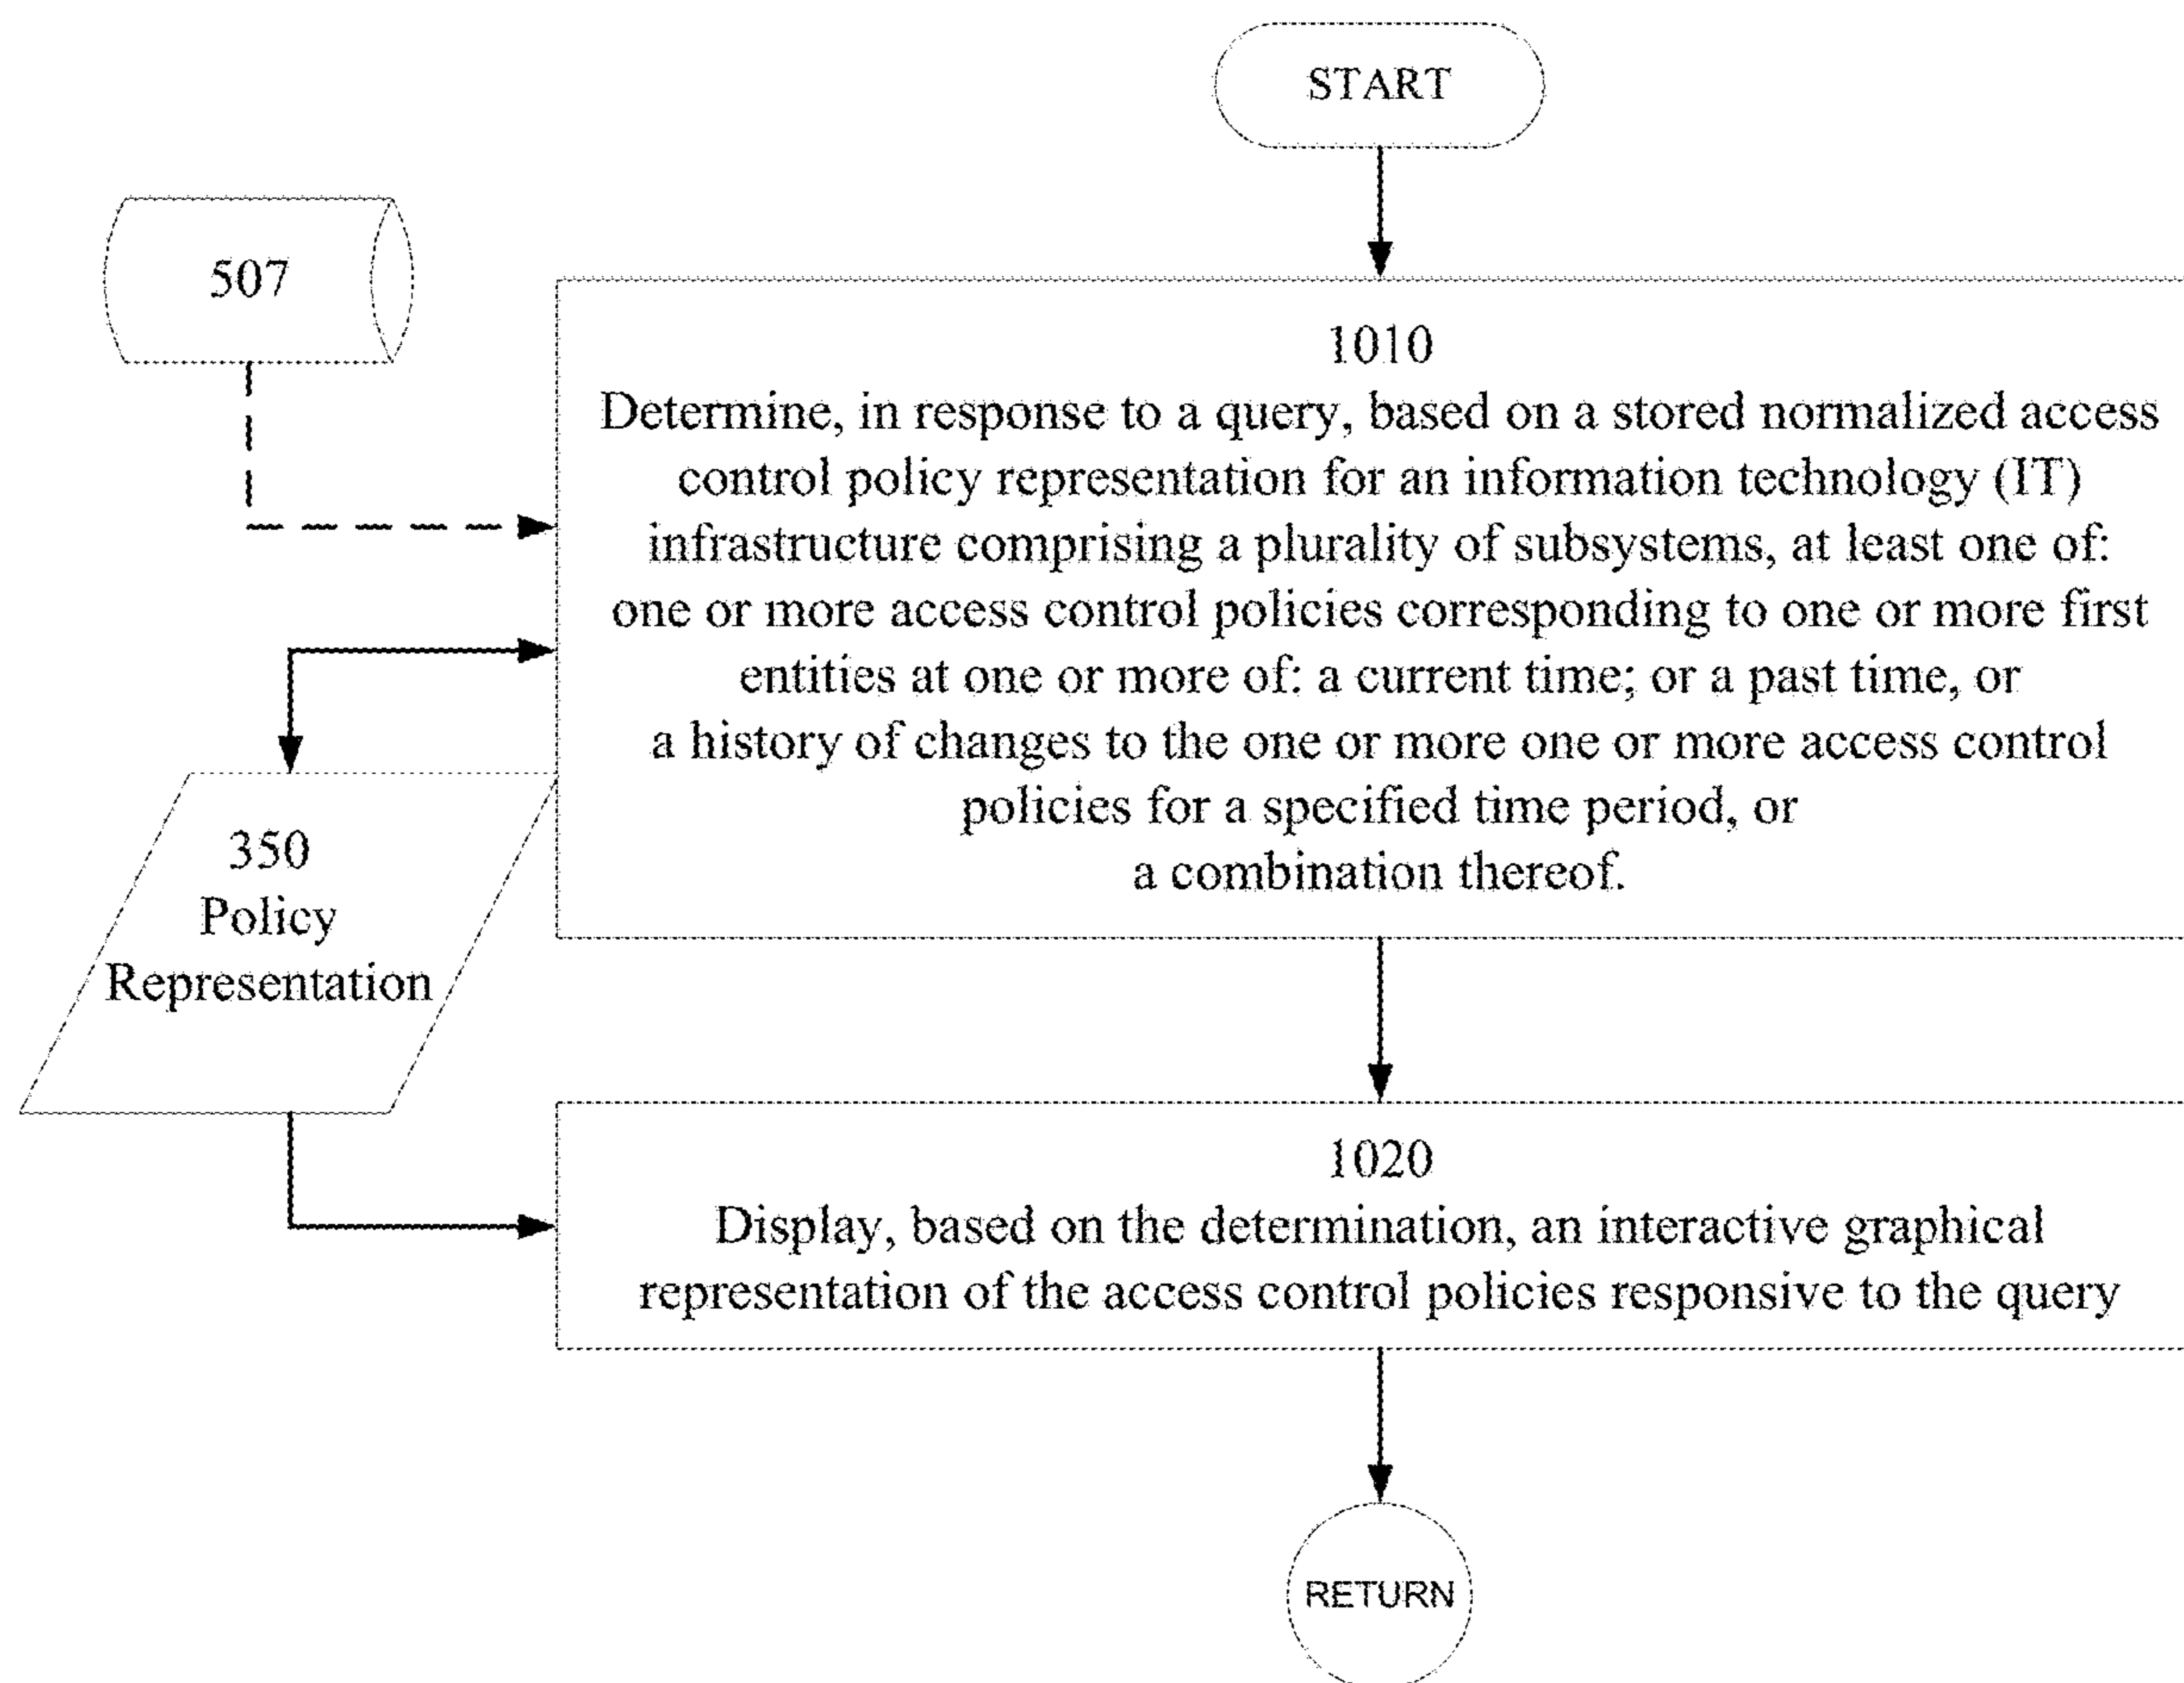 START
507
1010
Determine, in response to a query, based on a stored normalized access
control policy representation for an information technology (IT)
infrastructure comprising a plurality of subsystems, at least one of:
one or more access control policies corresponding to one or more first
entities at one or more of: a current time; or a past time, or
a history of changes to the one or more one or more access control
policies for a specified time period, or
a combination thereof.
350
Policy
Representation
1020
Display, based on the determination, an interactive graphical
representation of the access control policies responsive to the query
RETURN